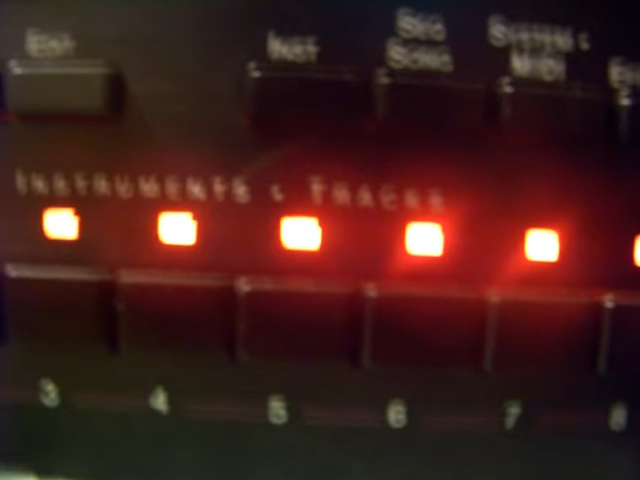 Edit
Inst
Seq
Song
System •
MIDI
Instruments • Tracks
3 4 5 6 7 8